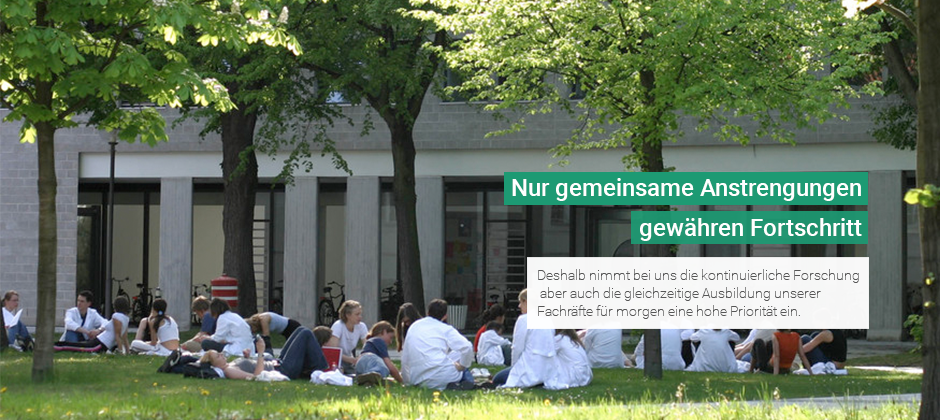 Nur gemeinsame Anstrengungen
gewähren Fortschritt
Deshalb nimmt bei uns die kontinuierliche Forschung
aber auch die gleichzeitige Ausbildung unserer
Fachräfte für morgen eine hohe Priorität ein.